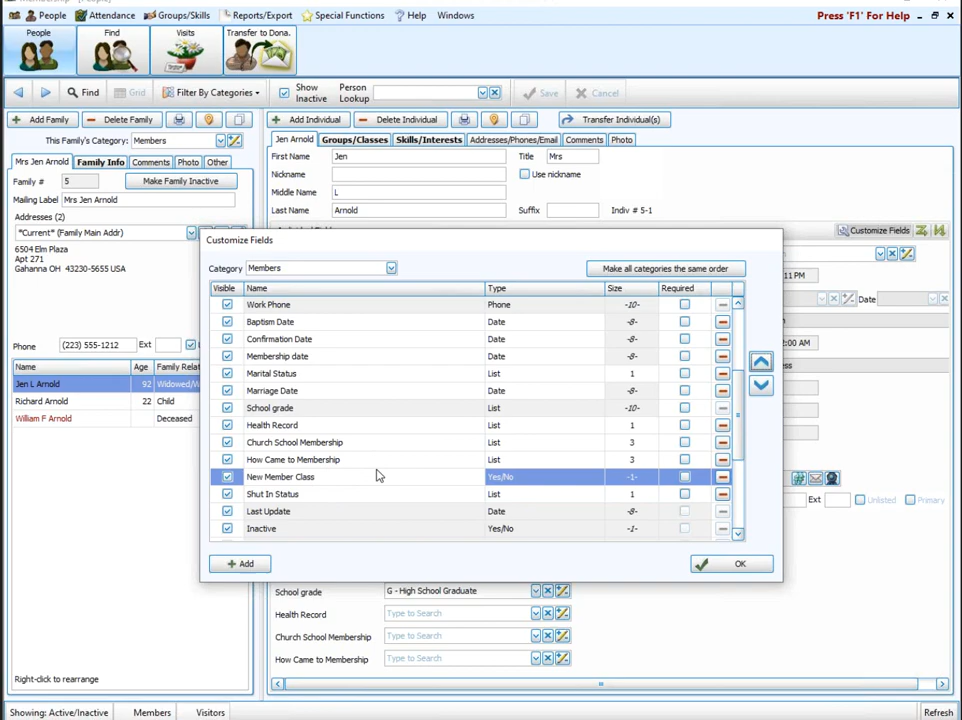 People Attendance Groups/Skills Reports/Export Special Functions Help Windows Press 'F1' For Help
People Find Visits Transfer to Dona.
Find Grid Filter By Categories Show Inactive Person Lookup Save Cancel
Add Family Delete Family Add Individual Delete Individual Transfer Individual(s)
This Family's Category: Members
Jen Arnold Groups/Classes Skills/Interests Addresses/Phones/Email Comments Photo
Mrs Jen Arnold Family Info Comments Photo Other
First Name Jen Title Mrs
Family # 5 Make Family Inactive
Nickname Use nickname
Mailing Label Mrs Jen Arnold
Middle Name L
Addresses (2)
Last Name Arnold Suffix Indiv # 5-1
*Current* (Family Main Addr)
Customize Fields
6504 Elm Plaza
Apt 271
Gahanna OH 43230-5655 USA
Customize Fields
Category Members Make all categories the same order
11 PM
Visible Name Type Size Required
Date
Work Phone Phone -10-
Baptism Date Date -8-
Confirmation Date Date -8-
2:00 AM
Phone (223) 555-1212 Ext
Membership date Date -8-
Name Age Family Rela
Marital Status List 1
Jen L Arnold 92 Widowed/W
Marriage Date Date -8-
Richard Arnold 22 Child
School grade List -10-
William F Arnold Deceased
Health Record List 1
Church School Membership List 3
How Came to Membership List 3
New Member Class Yes/No -1-
Shut In Status List 1
Ext Unlisted Primary
Last Update Date -8-
Inactive Yes/No -1-
Add OK
School grade G - High School Graduate
Health Record Type to Search
Church School Membership Type to Search
How Came to Membership Type to Search
Right-click to rearrange
Showing: Active/Inactive Members Visitors Refresh